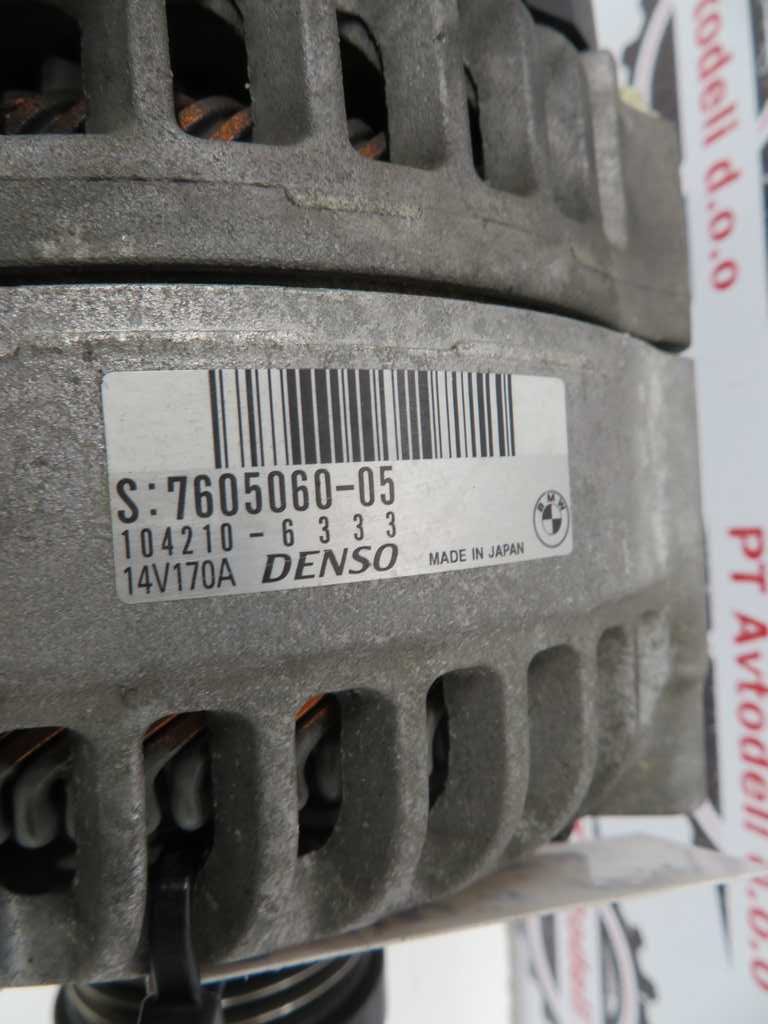 S:7605060-05
104210-6333
14V170A DENSO MADE IN JAPAN
BMW
d.o.o
PT Avtodell d.o.o